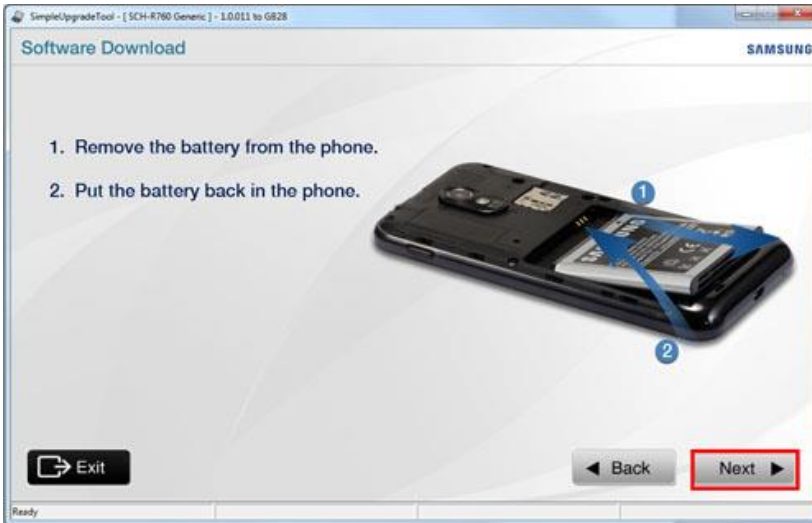 SimpleUpgradeTool - [ SCH-R760 Generic ] - 1.0.011 to GB28
Software Download
SAMSUNG
1. Remove the battery from the phone.
2. Put the battery back in the phone.
1
SAMSUNG
2
Exit
Back
Next
Ready